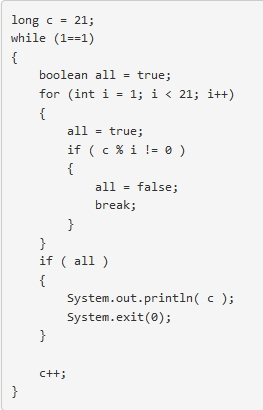 long c = 21;
while (1==1)
{
    boolean all = true;
    for (int i = 1; i < 21; i++)
    {
        all = true;
        if ( c % i != 0 )
        {
            all = false;
            break;
        }
    }
    if ( all )
    {
        System.out.println( c );
        System.exit(0);
    }

    c++;
}